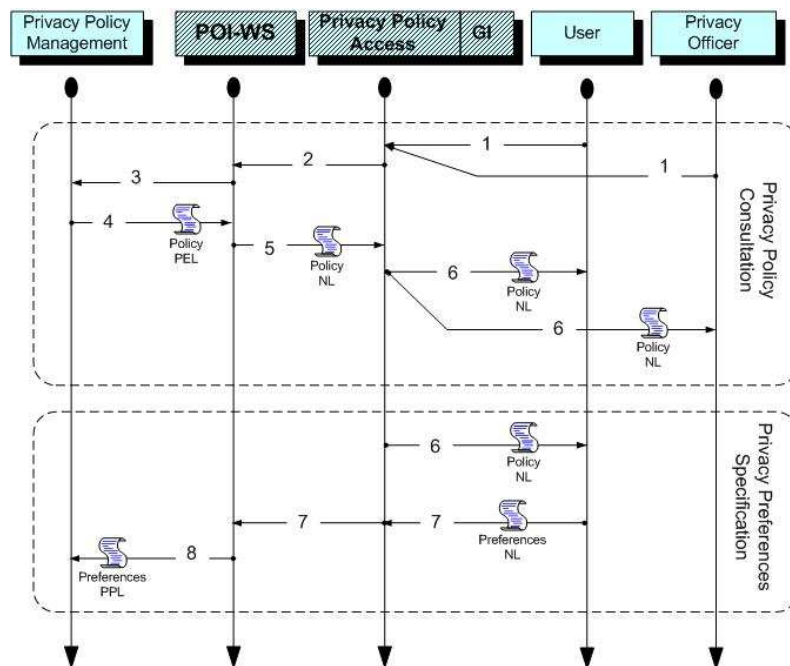 Privacy Policy
Management
POI-WS
Privacy Policy
Access
GI
User
Privacy
Officer
1
2
1
3
4
Policy
PEL
5
Policy
NL
6
Policy
NL
6
Policy
NL
Privacy Policy
Consultation
6
Policy
NL
7
7
Preferences
NL
8
Preferences
PPL
Privacy Preferences
Specification